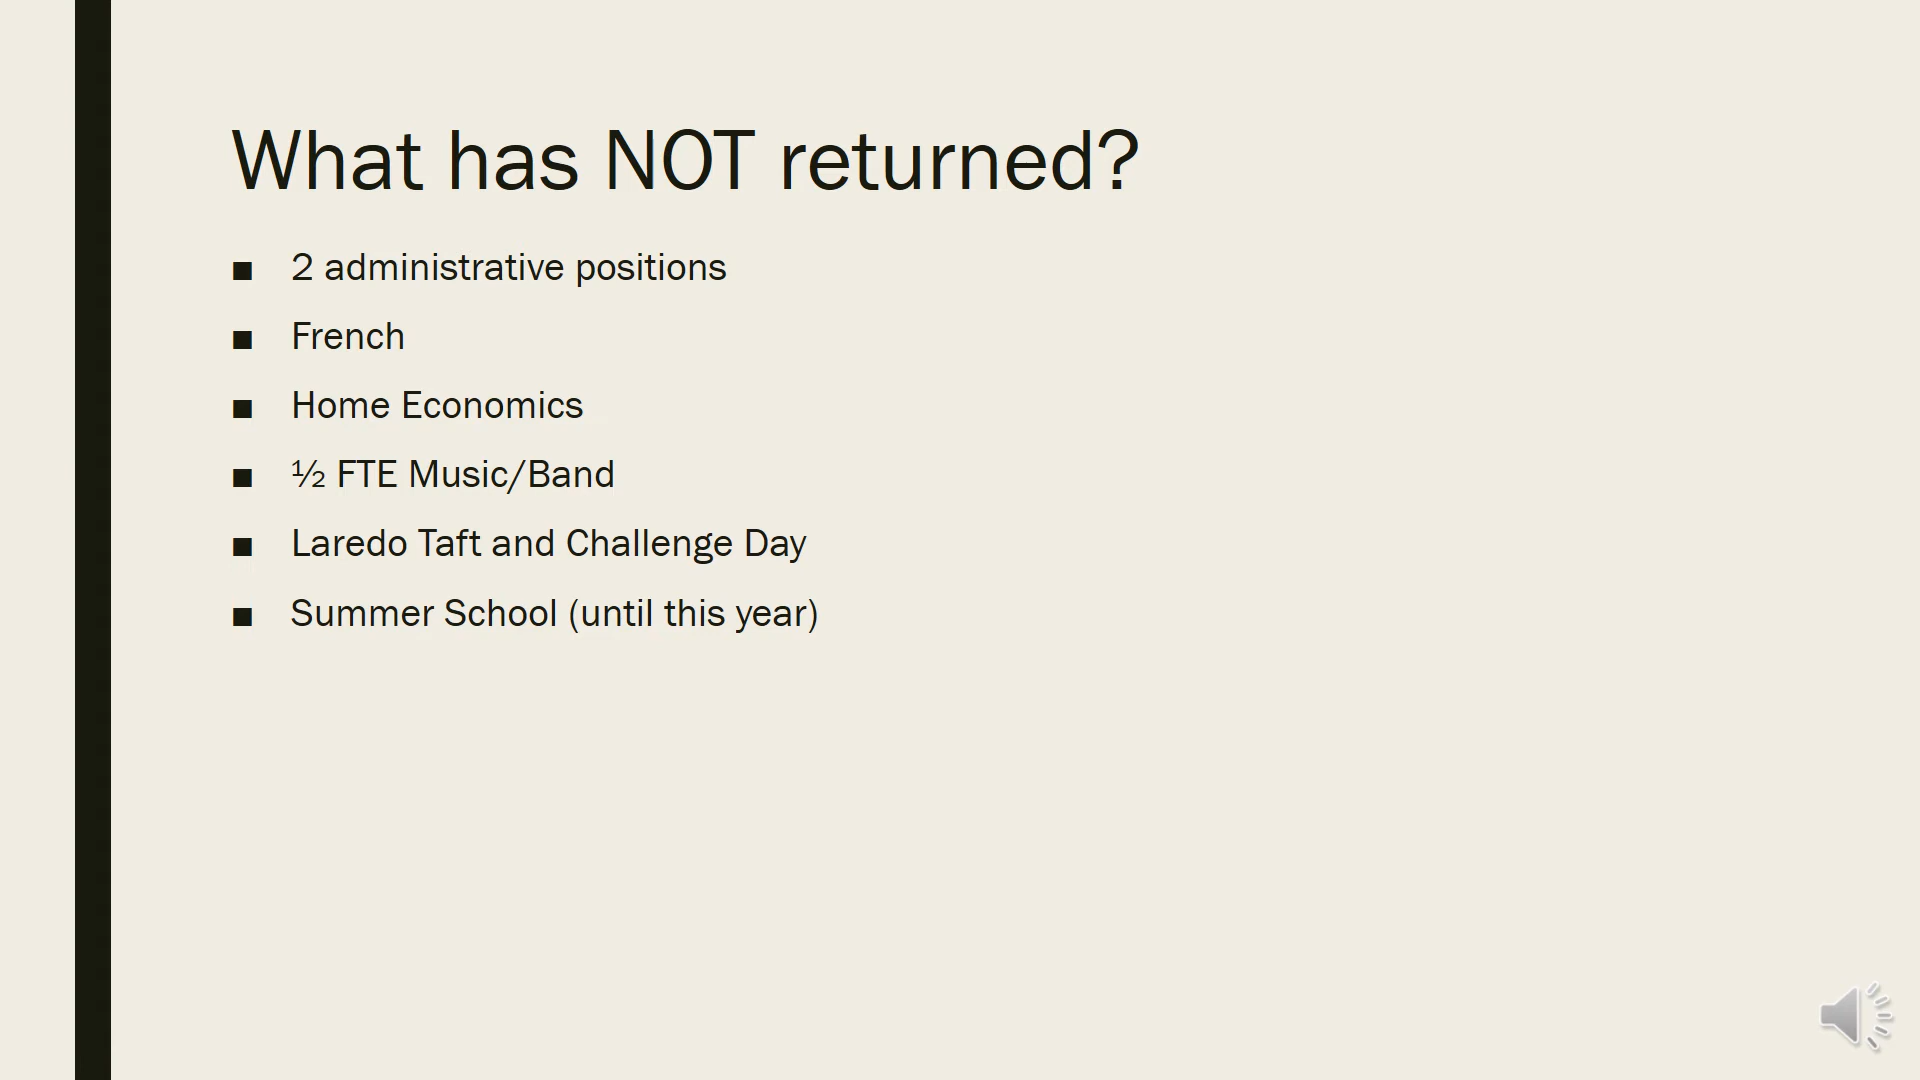 What has NOT returned?
■ 2 administrative positions
■ French
■ Home Economics
■ ½ FTE Music/Band
■ Laredo Taft and Challenge Day
■ Summer School (until this year)